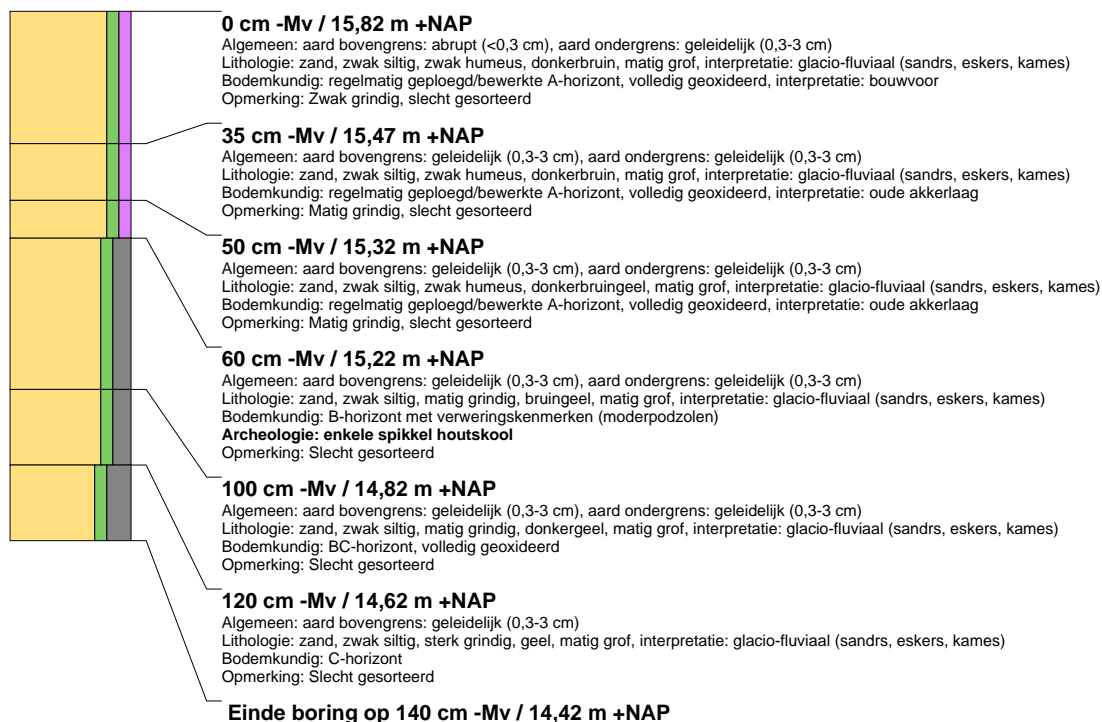 0 cm -Mv / 15,82 m +NAP
Algemeen: aard bovengrens: abrupt (<0,3 cm), aard ondergrens: geleidelijk (0,3-3 cm)
Lithologie: zand, zwak siltig, zwak humeus, donkerbruin, matig grof, interpretatie: glacio-fluviaal (sandrs, eskers, kames)
Bodemkundig: regelmatig geploegd/bewerkte A-horizont, volledig geoxideerd, interpretatie: bouwvoor
Opmerking: Zwak grindig, slecht gesorteerd
35 cm -Mv / 15,47 m +NAP
Algemeen: aard bovengrens: geleidelijk (0,3-3 cm), aard ondergrens: geleidelijk (0,3-3 cm)
Lithologie: zand, zwak siltig, zwak humeus, donkerbruin, matig grof, interpretatie: glacio-fluviaal (sandrs, eskers, kames)
Bodemkundig: regelmatig geploegd/bewerkte A-horizont, volledig geoxideerd, interpretatie: oude akkerlaag
Opmerking: Matig grindig, slecht gesorteerd
50 cm -Mv / 15,32 m +NAP
Algemeen: aard bovengrens: geleidelijk (0,3-3 cm), aard ondergrens: geleidelijk (0,3-3 cm)
Lithologie: zand, zwak siltig, zwak humeus, donkerbruingeel, matig grof, interpretatie: glacio-fluviaal (sandrs, eskers, kames)
Bodemkundig: regelmatig geploegd/bewerkte A-horizont, volledig geoxideerd, interpretatie: oude akkerlaag
Opmerking: Matig grindig, slecht gesorteerd
60 cm -Mv / 15,22 m +NAP
Algemeen: aard bovengrens: geleidelijk (0,3-3 cm), aard ondergrens: geleidelijk (0,3-3 cm)
Lithologie: zand, zwak siltig, matig grindig, bruingeel, matig grof, interpretatie: glacio-fluviaal (sandrs, eskers, kames)
Bodemkundig: B-horizont met verweringskenmerken (moderpodzolen)
Archeologie: enkele spikkel houtskool
Opmerking: Slecht gesorteerd
100 cm -Mv / 14,82 m +NAP
Algemeen: aard bovengrens: geleidelijk (0,3-3 cm), aard ondergrens: geleidelijk (0,3-3 cm)
Lithologie: zand, zwak siltig, matig grindig, donkergeel, matig grof, interpretatie: glacio-fluviaal (sandrs, eskers, kames)
Bodemkundig: BC-horizont, volledig geoxideerd
Opmerking: Slecht gesorteerd
120 cm -Mv / 14,62 m +NAP
Algemeen: aard bovengrens: geleidelijk (0,3-3 cm)
Lithologie: zand, zwak siltig, sterk grindig, geel, matig grof, interpretatie: glacio-fluviaal (sandrs, eskers, kames)
Bodemkundig: C-horizont
Opmerking: Slecht gesorteerd
Einde boring op 140 cm -Mv / 14,42 m +NAP